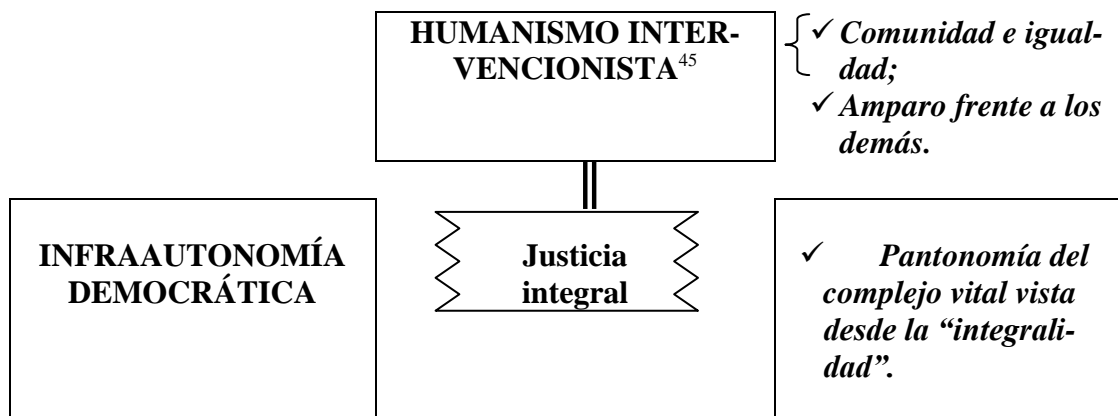 HUMANISMO INTER-
VENCIONISTA45
✓ Comunidad e igual-
dad;
✓ Amparo frente a los
demás.
INFRAAUTONOMÍA
DEMOCRÁTICA
Justicia
integral
✓ Pantonomía del
complejo vital vista
desde la “integrali-
dad”.